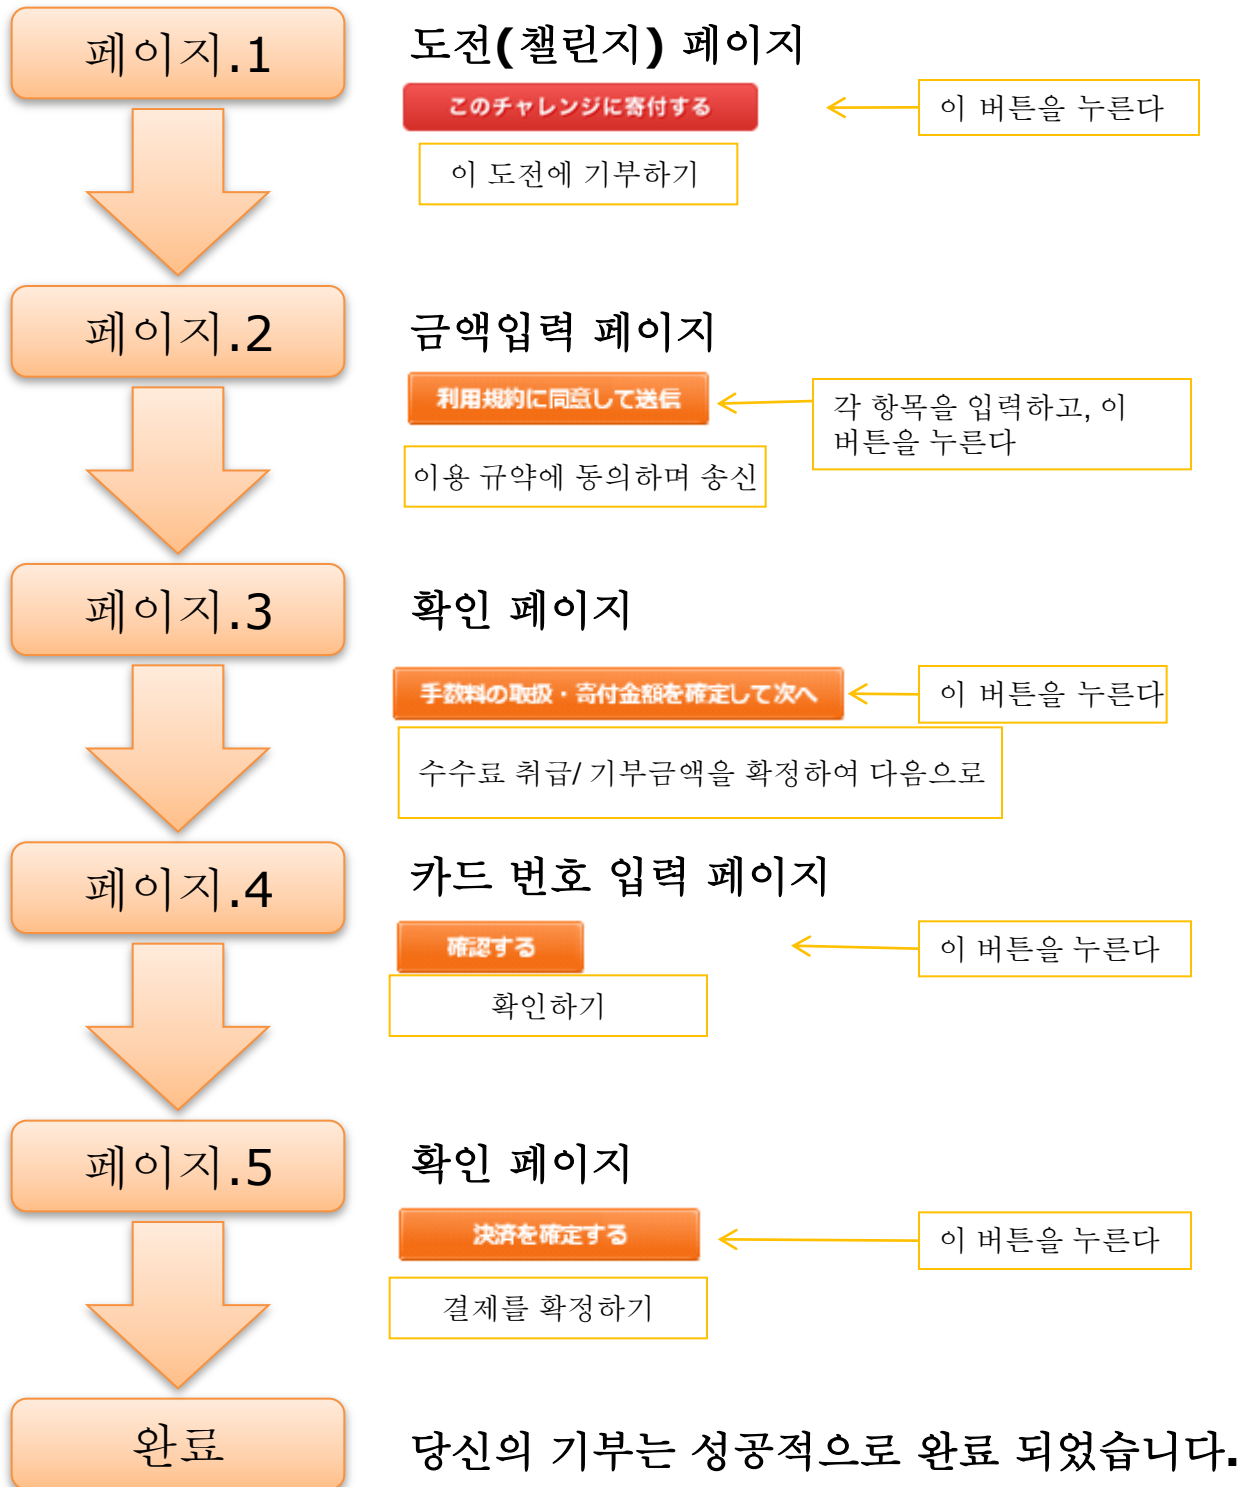 페이지.1
도전(챌린지) 페이지
このチャレンジに寄付する
이 버튼을 누른다
이 도전에 기부하기
페이지.2
금액입력 페이지
利用規約に同意して送信
각 항목을 입력하고, 이
버튼을 누른다
이용 규약에 동의하며 송신
페이지.3
확인 페이지
手数料の取扱・寄付金額を確定して次へ
이 버튼을 누른다
수수료 취급/ 기부금액을 확정하여 다음으로
페이지.4
카드 번호 입력 페이지
確認する
이 버튼을 누른다
확인하기
페이지.5
확인 페이지
決済を確定する
이 버튼을 누른다
결제를 확정하기
완료
당신의 기부는 성공적으로 완료 되었습니다.